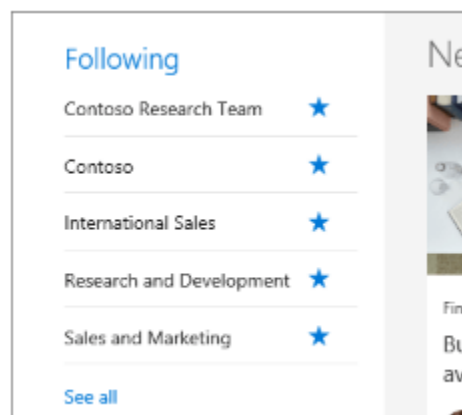 Following
Contoso Research Team
Contoso
International Sales
Research and Development
Sales and Marketing
See all